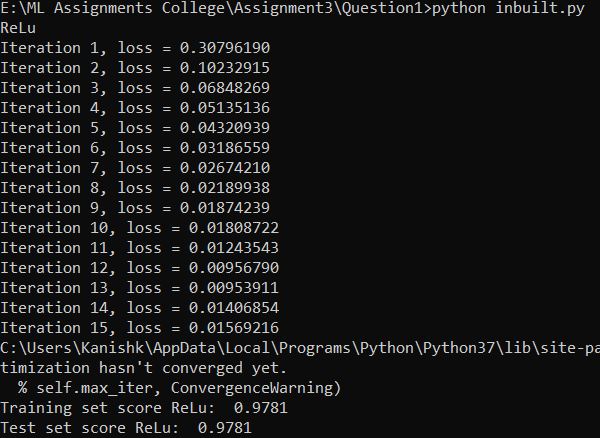 E:\ML Assignments College\Assignment3\Question1>python inbuilt.py
ReLu
Iteration 1, loss = 0.30796190
Iteration 2, loss = 0.10232915
Iteration 3, loss = 0.06848269
Iteration 4, loss = 0.05135136
Iteration 5, loss = 0.04320939
Iteration 6, loss = 0.03186559
Iteration 7, loss = 0.02674210
Iteration 8, loss = 0.02189938
Iteration 9, loss = 0.01874239
Iteration 10, loss = 0.01808722
Iteration 11, loss = 0.01243543
Iteration 12, loss = 0.00956790
Iteration 13, loss = 0.00953911
Iteration 14, loss = 0.01406854
Iteration 15, loss = 0.01569216
C:\Users\Kanishk\AppData\Local\Programs\Python\Python37\lib\site-pa
timization hasn't converged yet.
  % self.max_iter, ConvergenceWarning)
Training set score ReLu:  0.9781
Test set score ReLu:  0.9781